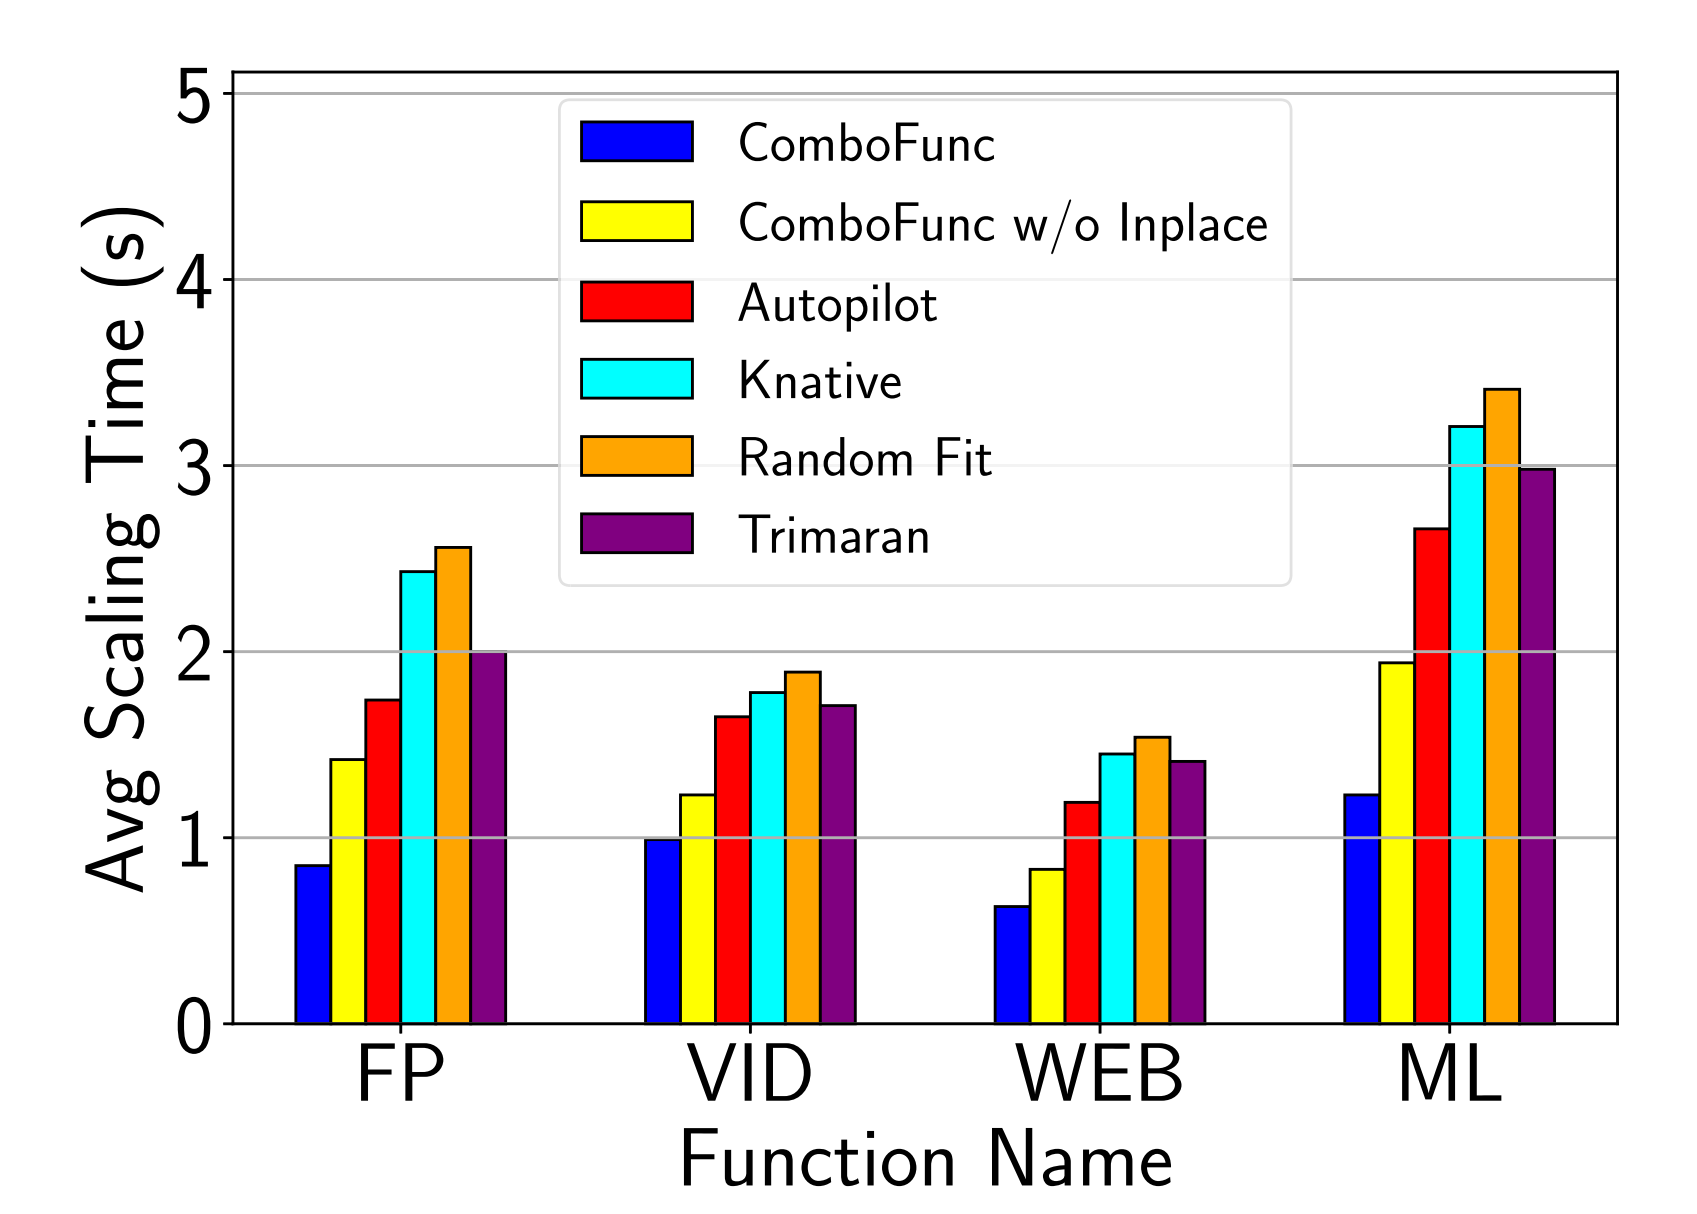 Avg Scaling Time (s)
5
4
3
2
1
0
ComboFunc
ComboFunc w/o Inplace
Autopilot
Knative
Random Fit
Trimaran
FP VID WEB ML
Function Name